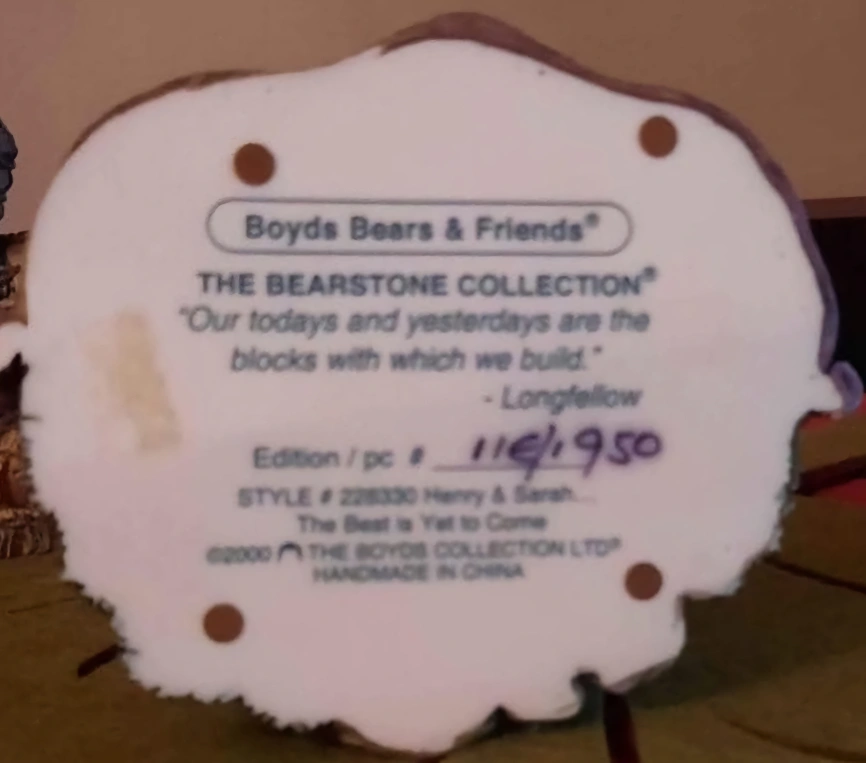 Boyds Bears & Friends®
THE BEARSTONE COLLECTION®
"Our todays and yesterdays are the
blocks with which we build."
- Longfellow
Edition / pc # 11E/1950
STYLE # 228330 Henry & Sarah...
The Best is Yet to Come
©2000 THE BOYDS COLLECTION LTD®
HANDMADE IN CHINA